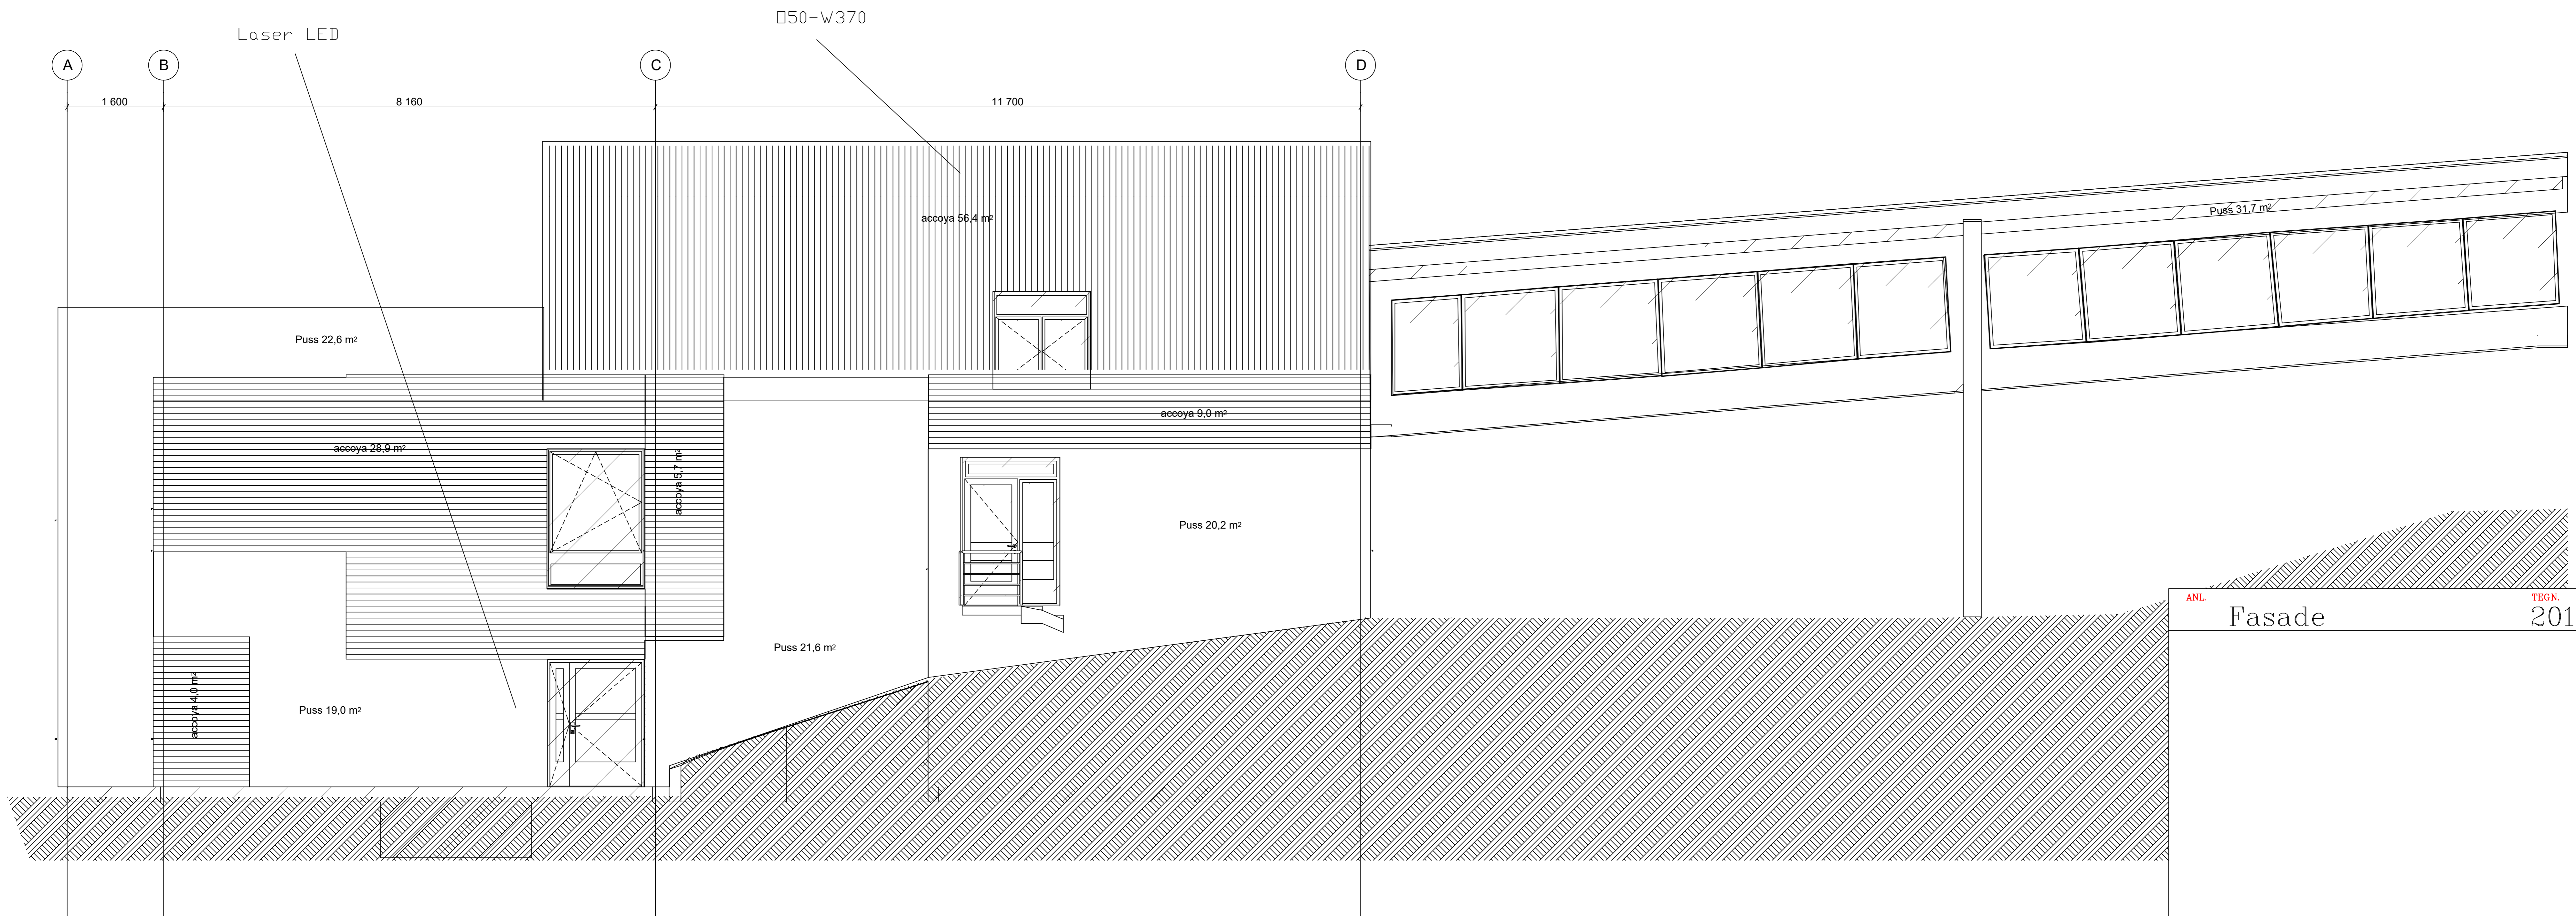 □50-W370
Laser LED
A
B
C
D
1 600
8 160
11 700
Puss 31,7 m²
accoya 56,4 m²
Puss 22,6 m²
accoya 9,0 m²
accoya 28,9 m²
accoya 5,7 m²
Puss 20,2 m²
ANL.
TEGN.
Fasade
201
Puss 21,6 m²
accoya 4,0 m²
Puss 19,0 m²